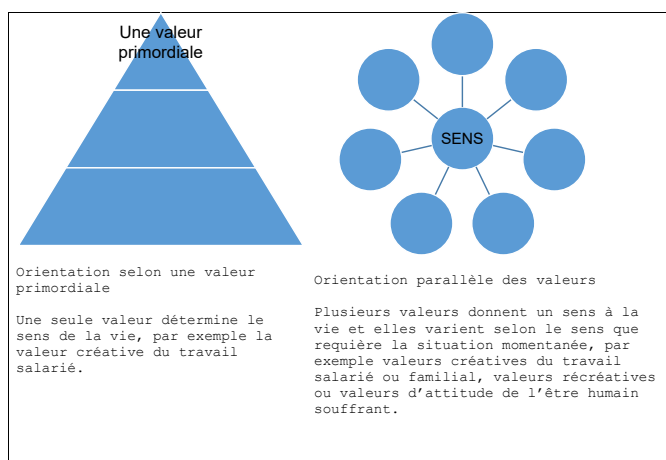 Une valeur
primordiale
SENS
Orientation selon une valeur
primordiale
Une seule valeur détermine le
sens de la vie, par exemple la
valeur créative du travail
salarié.
Orientation parallèle des valeurs
Plusieurs valeurs donnent un sens à la
vie et elles varient selon le sens que
requière la situation momentanée, par
exemple valeurs créatives du travail
salarié ou familial, valeurs récréatives
ou valeurs d’attitude de l’être humain
souffrant.